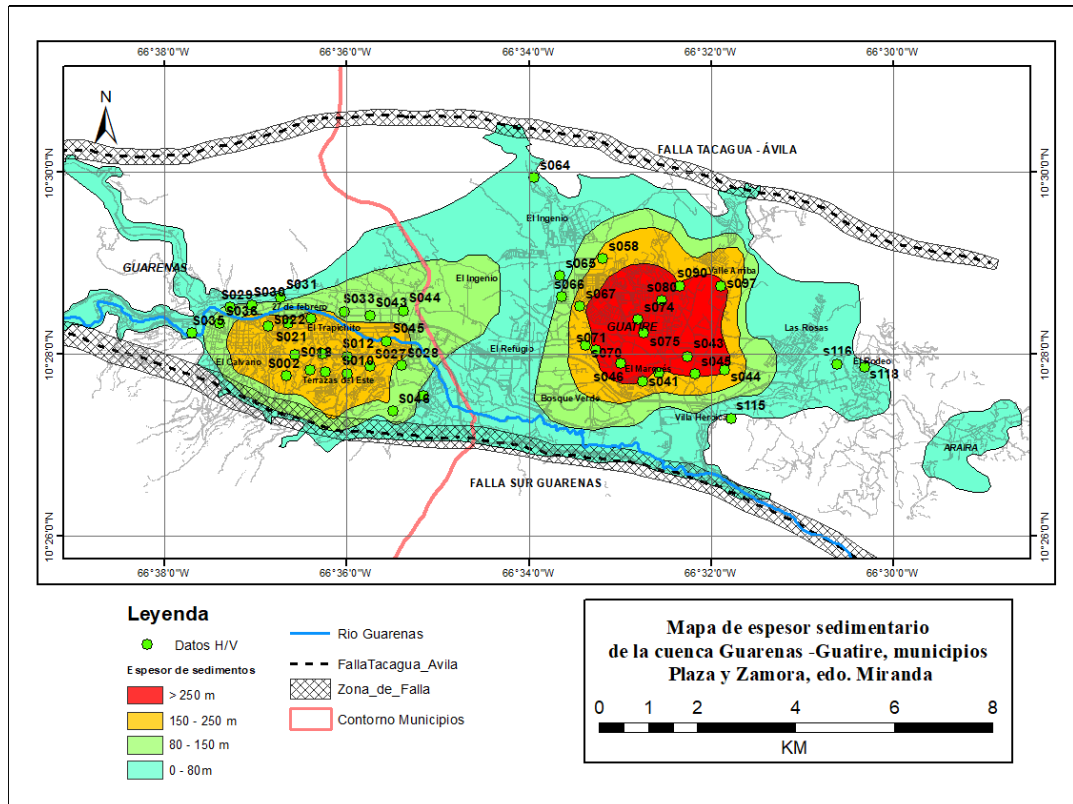 66°38'0"W
66°36'0"W
66°34'0"W
66°32'0"W
66°30'0"W
N
10°30'0"N
10°30'0"N
FALLA TACAGUA - ÁVILA
S064
El Ingenio
GUARENAS
S058
S065
S090
Valle Arriba
S097
S031
S030
S029
El Ingenio
S044
S033
S043
27 de febrero
S066
S067
S080
S074
S036
S035
S022
El Trapichito
S045
GUATIRE
Las Rosas
S021
S012
S071
S075
S043
S116
10°28'0"N
10°28'0"N
El Calvario
S018
S027
S028
El Refugio
S070
El Rodeo
S118
S002
S010
El Marques
S045
Terrazas del Este
S046
S041
S044
S046
Bosque Verde
S115
Villa Heroica
ARAIRA
FALLA SUR GUARENAS
10°26'0"N
10°26'0"N
66°38'0"W
66°36'0"W
66°34'0"W
66°32'0"W
66°30'0"W
Leyenda
Datos H/V
Espesor de sedimentos
> 250 m
150 - 250 m
80 - 150 m
0 - 80m
Rio Guarenas
FallaTacagua_Avila
Zona_de_Falla
Contorno Municipios
Mapa de espesor sedimentario
de la cuenca Guarenas -Guatire, municipios
Plaza y Zamora, edo. Miranda
0 1 2 4 6 8
KM